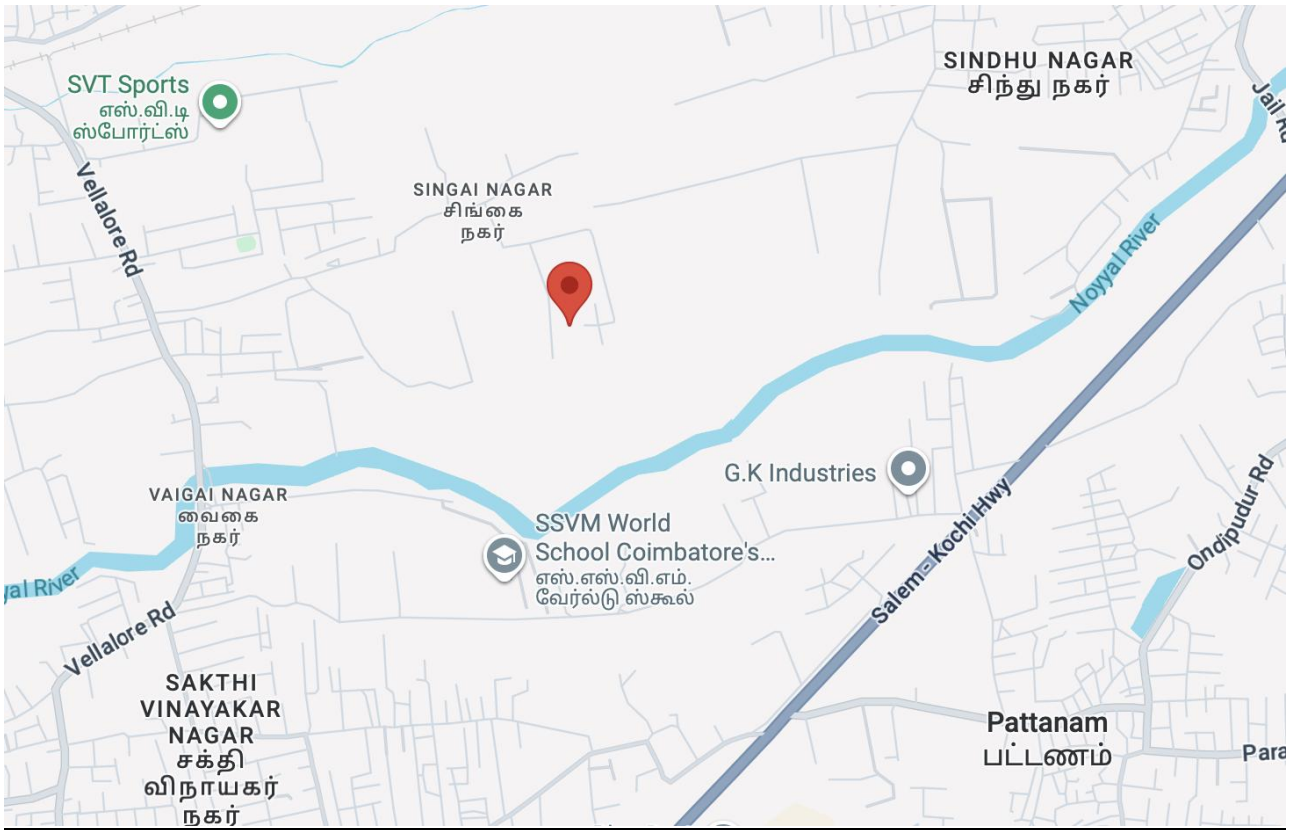 SINDHU NAGAR
சிந்து நகர்
SVT Sports
எஸ்.வி.டி
ஸ்போர்ட்ஸ்
Jail
Vellalore Rd
SINGAI NAGAR
சிங்கை
நகர்
Noyyal River
G.K Industries
VAIGAI NAGAR
வைகை
நகர்
Salem - Kochi Hwy
Ondipudur Rd
SSVM World
School Coimbatore's...
எஸ்.எஸ்.வி.எம்.
வேர்ல்டு ஸ்கூல்
yal River
Vellalore Rd
SAKTHI
VINAYAKAR
NAGAR
சக்தி
விநாயகர்
நகர்
Pattanam
பட்டணம்
Para